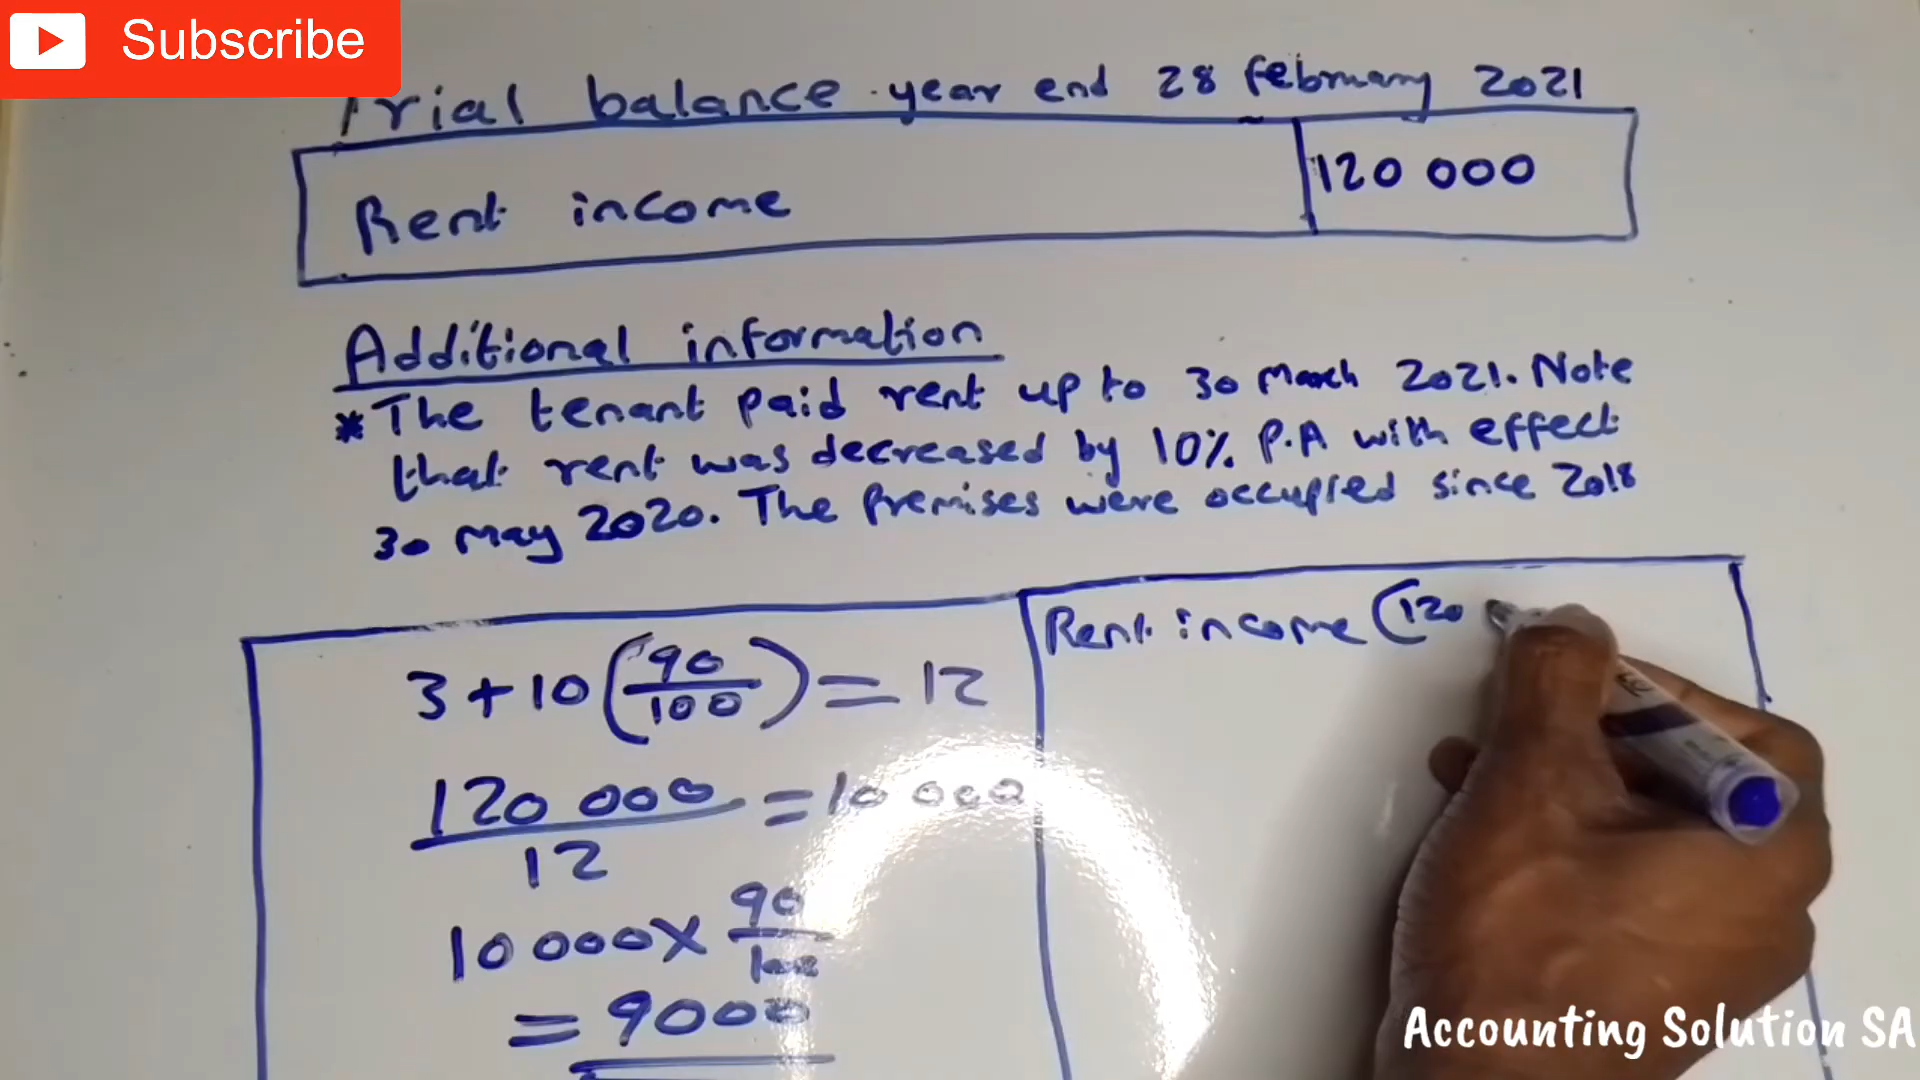 Subscribe
Trial balance year end 28 february 2021
Rent income 120 000
Additional information
* The tenant paid rent up to 30 March 2021. Note
that rent was decreased by 10% P.A with effect
30 may 2020. The Premises were occupied since 2018
3 + 10 (90/100) = 12
120 000/12 = 10 000
10 000 X 90/100
= 9000
Rent income (120
Accounting Solution SA